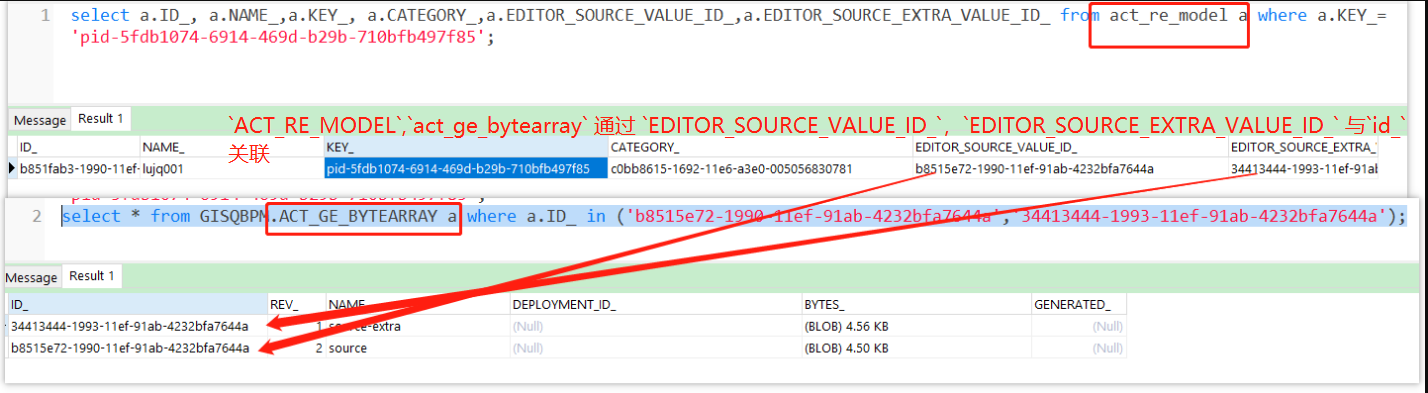 1 select a.ID_, a.NAME_,a.KEY_, a.CATEGORY_,a.EDITOR_SOURCE_VALUE_ID_,a.EDITOR_SOURCE_EXTRA_VALUE_ID_ from act_re_model a where a.KEY_=
'pid-5fdb1074-6914-469d-b29b-710bfb497f85';
Message Result 1
`ACT_RE_MODEL`,`act_ge_bytearray` 通过 `EDITOR_SOURCE_VALUE_ID_`, `EDITOR_SOURCE_EXTRA_VALUE_ID_` 与`id_`
关联
ID_ NAME_ KEY_ CATEGORY_ EDITOR_SOURCE_VALUE_ID_ EDITOR_SOURCE_EXTRA_
b851fab3-1990-11ef- lujq001 pid-5fdb1074-6914-469d-b29b-710bfb497f85 c0bb8615-1692-11e6-a3e0-005056830781 b8515e72-1990-11ef-91ab-4232bfa7644a 34413444-1993-11ef-91ab
2 select * from GISQBPM.ACT_GE_BYTEARRAY a where a.ID_ in ('b8515e72-1990-11ef-91ab-4232bfa7644a','34413444-1993-11ef-91ab-4232bfa7644a');
Message Result 1
ID_ REV_ NAME_ DEPLOYMENT_ID_ BYTES_ GENERATED_
34413444-1993-11ef-91ab-4232bfa7644a 1 source-extra (Null) (BLOB) 4.56 KB (Null)
b8515e72-1990-11ef-91ab-4232bfa7644a 2 source (Null) (BLOB) 4.50 KB (Null)